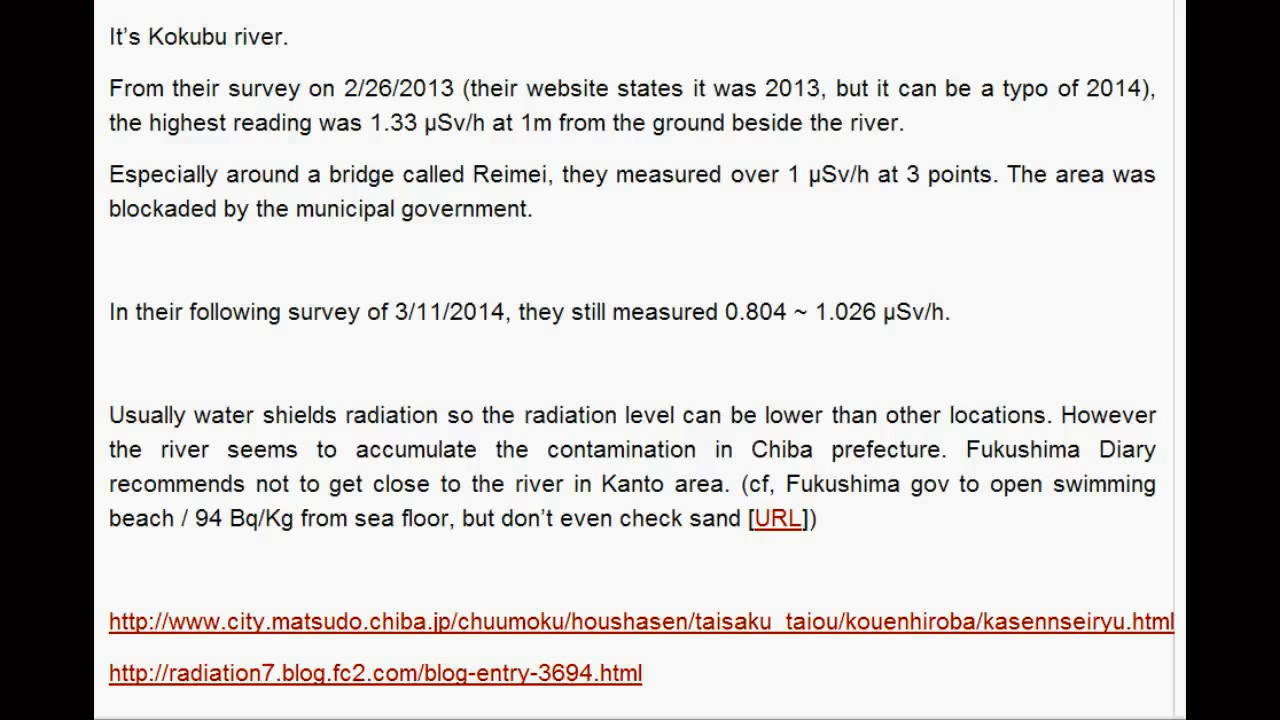 It’s Kokubu river.
From their survey on 2/26/2013 (their website states it was 2013, but it can be a typo of 2014),
the highest reading was 1.33 μSv/h at 1m from the ground beside the river.
Especially around a bridge called Reimei, they measured over 1 μSv/h at 3 points. The area was
blockaded by the municipal government.
In their following survey of 3/11/2014, they still measured 0.804 ~ 1.026 μSv/h.
Usually water shields radiation so the radiation level can be lower than other locations. However
the river seems to accumulate the contamination in Chiba prefecture. Fukushima Diary
recommends not to get close to the river in Kanto area. (cf, Fukushima gov to open swimming
beach / 94 Bq/Kg from sea floor, but don’t even check sand [URL])
http://www.city.matsudo.chiba.jp/chuumoku/houshasen/taisaku_taiou/kouenhiroba/kasennseiryu.html
http://radiation7.blog.fc2.com/blog-entry-3694.html